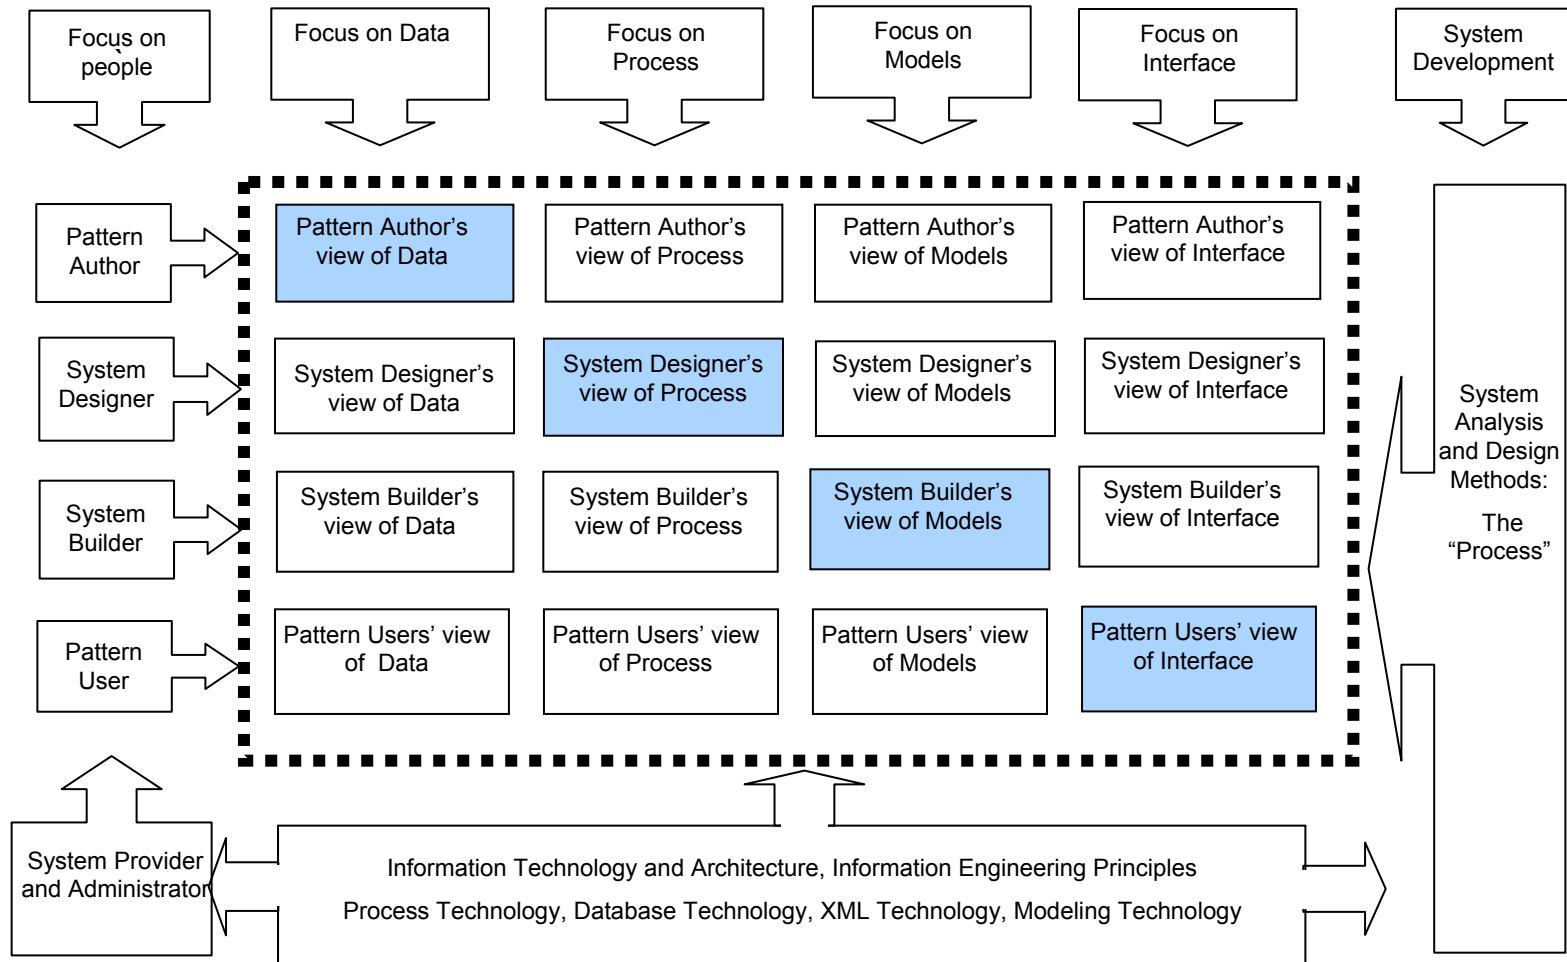 Focus on
people
Focus on Data
Focus on
Process
Focus on
Models
Focus on
Interface
System
Development
Pattern
Author
Pattern Author’s
view of Data
Pattern Author’s
view of Process
Pattern Author’s
view of Models
Pattern Author’s
view of Interface
System
Designer
System Designer’s
view of Data
System Designer’s
view of Process
System Designer’s
view of Models
System Designer’s
view of Interface
System
Builder
System Builder’s
view of Data
System Builder’s
view of Process
System Builder’s
view of Models
System Builder’s
view of Interface
Pattern
User
Pattern Users’ view
of Data
Pattern Users’ view
of Process
Pattern Users’ view
of Models
Pattern Users’ view
of Interface
System
Analysis
and Design
Methods:
The
“Process”
System Provider
and Administrator
Information Technology and Architecture, Information Engineering Principles
Process Technology, Database Technology, XML Technology, Modeling Technology